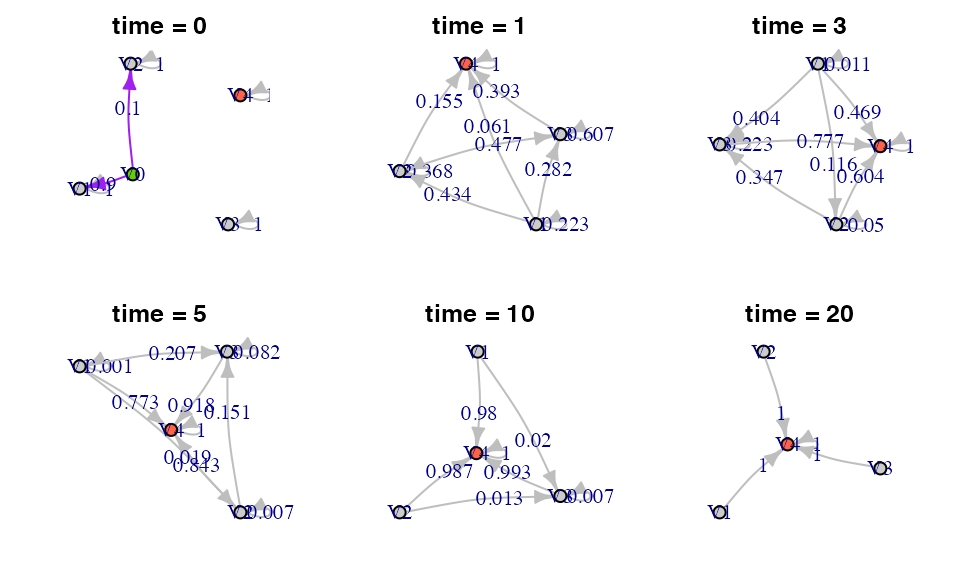 time = 0
time = 1
time = 3
V2 1
V4 1
0.1
V0
V1 0.9 1
V3 1
V4 1
0.155
0.393
0.061
0.477
V3 0.607
V2 0.368
0.282
0.434
V1 0.223
V1 0.011
0.404
0.469
V3 0.223
0.777
V4 1
0.116
0.347
0.604
V2 0.05
time = 5
time = 10
time = 20
V1 0.001
0.207
V3 0.082
0.773
0.918
0.151
V4 1
0.019
0.843
V2 0.007
V1
0.98
0.02
V4 1
0.987
0.993
0.013
V2
V3 0.007
V2
1
V4 1
1
1
V3
V1